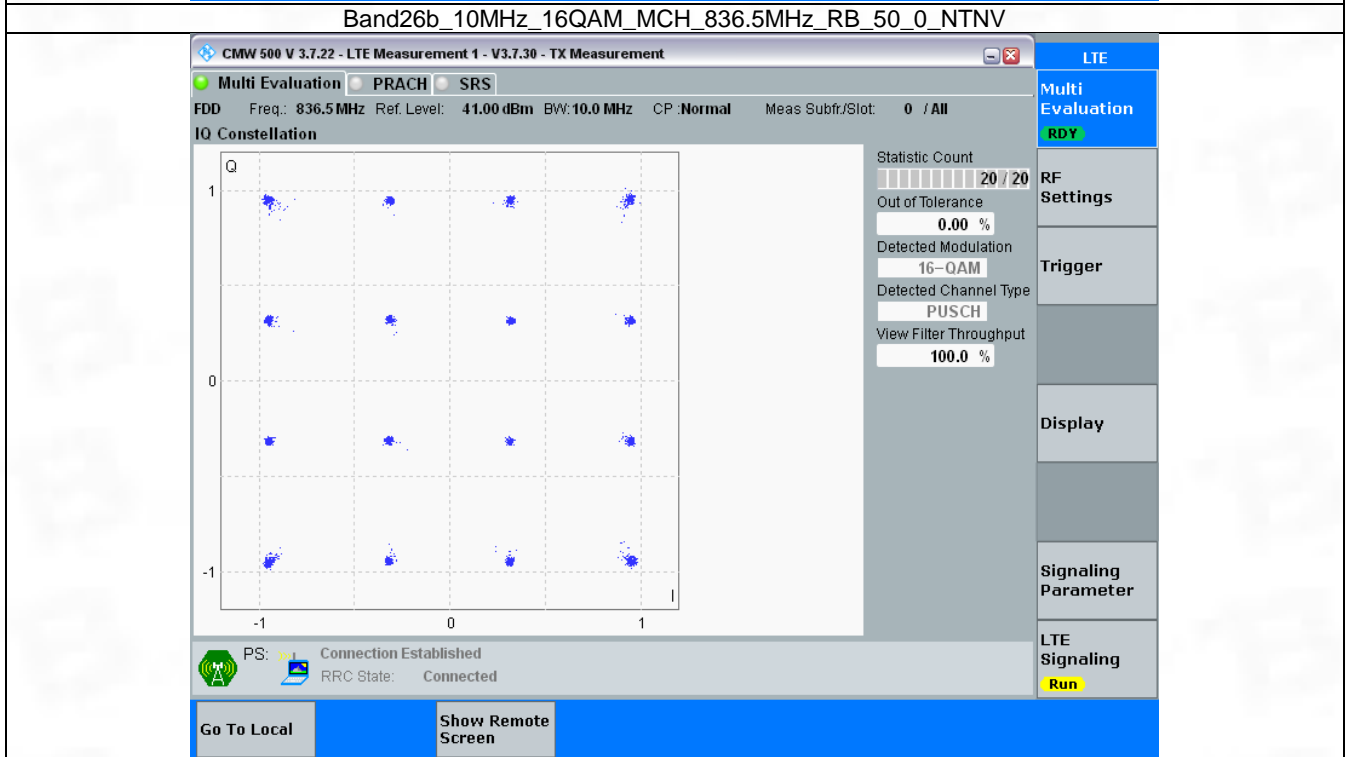 Band26b_10MHz_16QAM_MCH_836.5MHz_RB_50_0_NTNV
CMW 500 V 3.7.22 - LTE Measurement 1 - V3.7.30 - TX Measurement
LTE
Multi Evaluation PRACH SRS
FDD Freq.: 836.5 MHz Ref. Level: 41.00 dBm BW: 10.0 MHz CP :Normal Meas Subfr./Slot: 0 / All
IQ Constellation
Q
1
0
-1
-1 0 1
I
Statistic Count
20 / 20
Out of Tolerance
0.00 %
Detected Modulation
16-QAM
Detected Channel Type
PUSCH
View Filter Throughput
100.0 %
Multi
Evaluation
RDY
RF
Settings
Trigger
Display
Signaling
Parameter
LTE
Signaling
Run
PS: Connection Established
RRC State: Connected
Go To Local
Show Remote
Screen